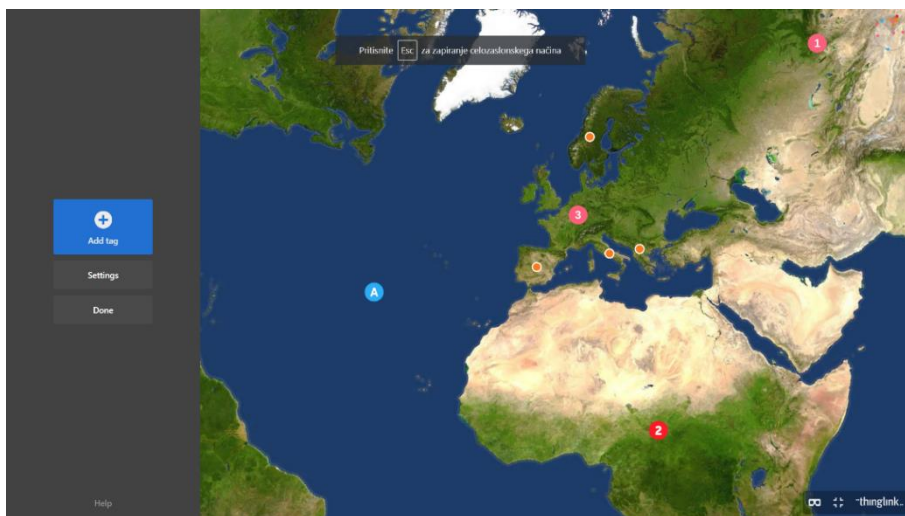 Pritisnite Esc za zapiranje celozaslonskega načina
1
3
A
2
Add tag
Settings
Done
Help
thinglink..